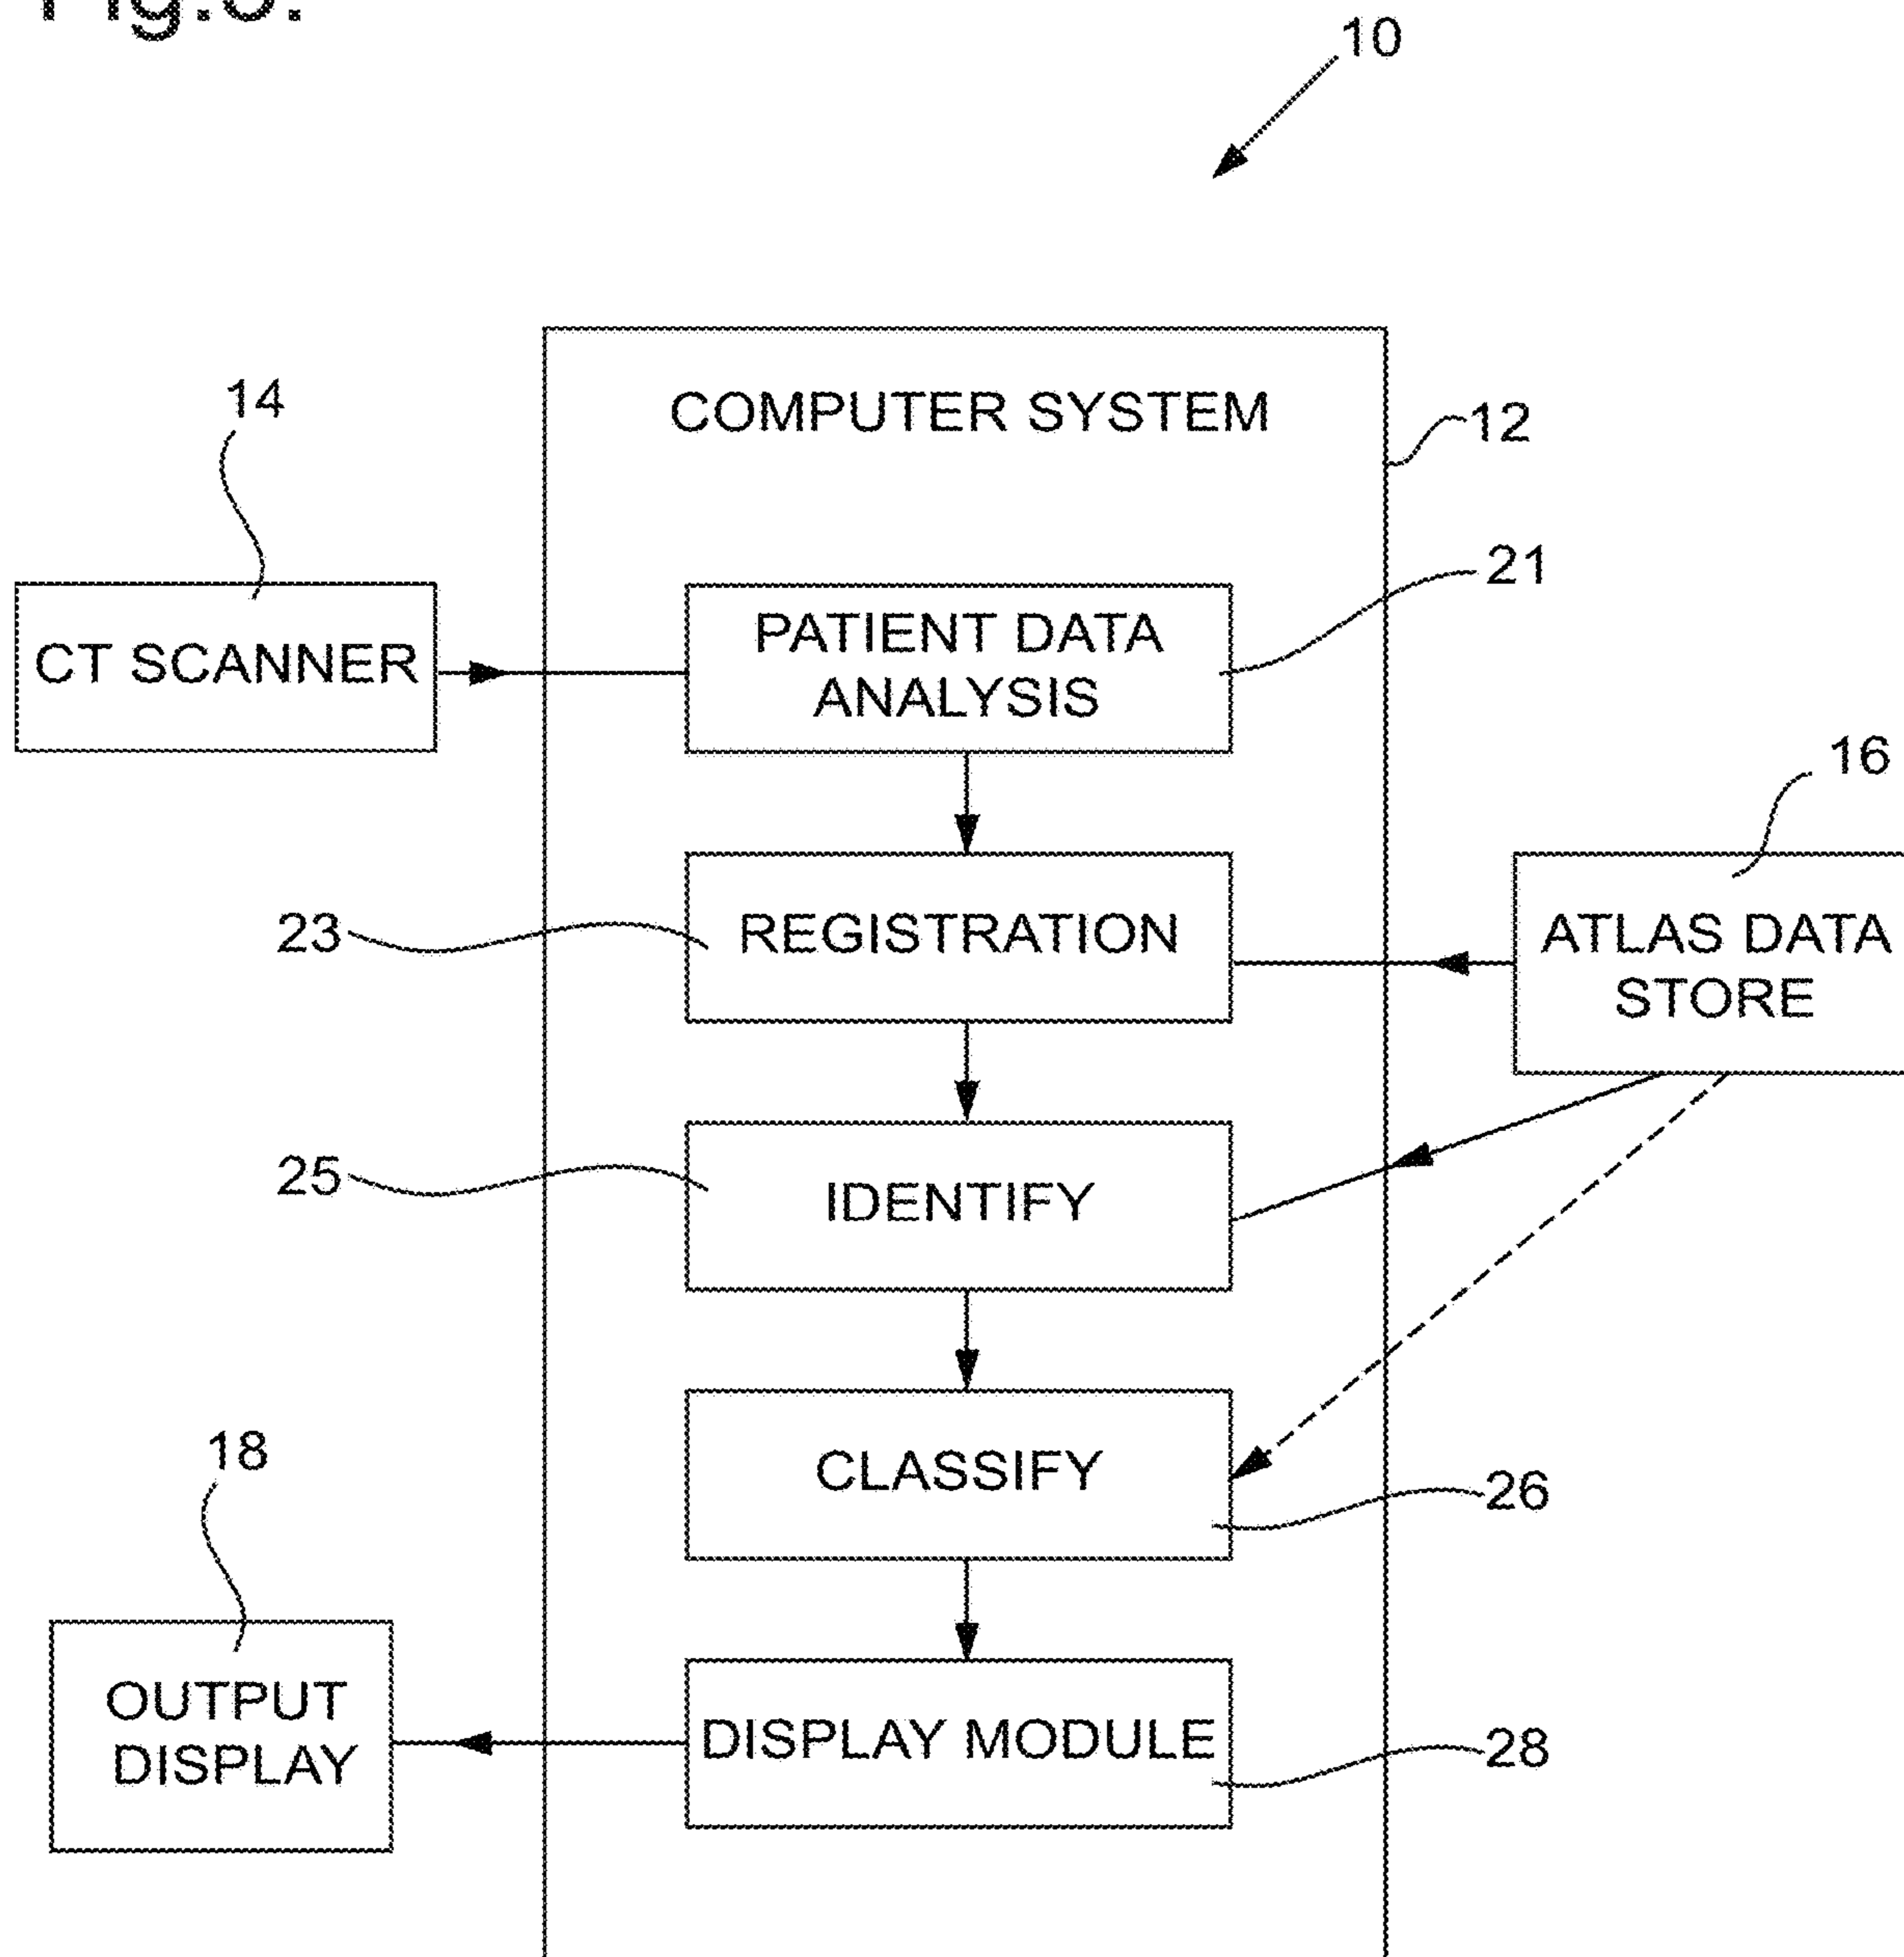 10
COMPUTER SYSTEM
12
14
CT SCANNER
PATIENT DATA
ANALYSIS
21
16
ATLAS DATA
STORE
23
REGISTRATION
25
IDENTIFY
CLASSIFY
26
18
OUTPUT
DISPLAY
DISPLAY MODULE
28